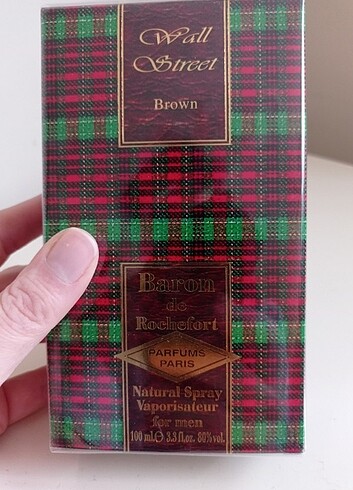 Wall
Street
Brown
Baron
de
Rochefort
PARFUMS
PARIS
Natural Spray
Vaporisateur
for men
100 ml.℮ 3.3 fl.oz. 80% vol.